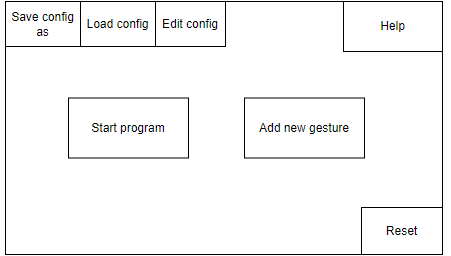 Save config
as
Load config
Edit config
Help
Start program
Add new gesture
Reset